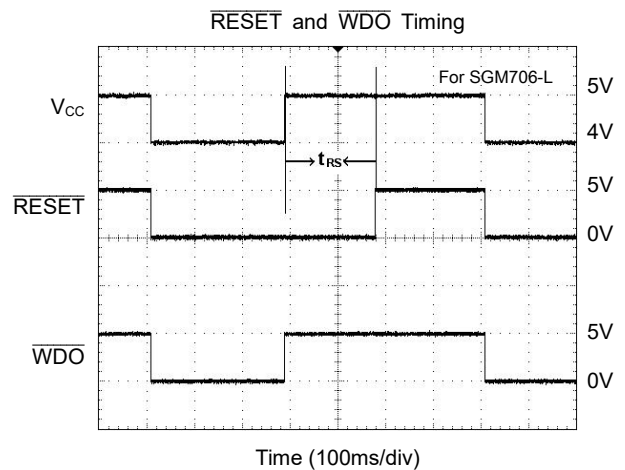 RESET and WDO Timing
For SGM706-L
VCC
5V
4V
tRS
RESET
5V
0V
WDO
5V
0V
Time (100ms/div)